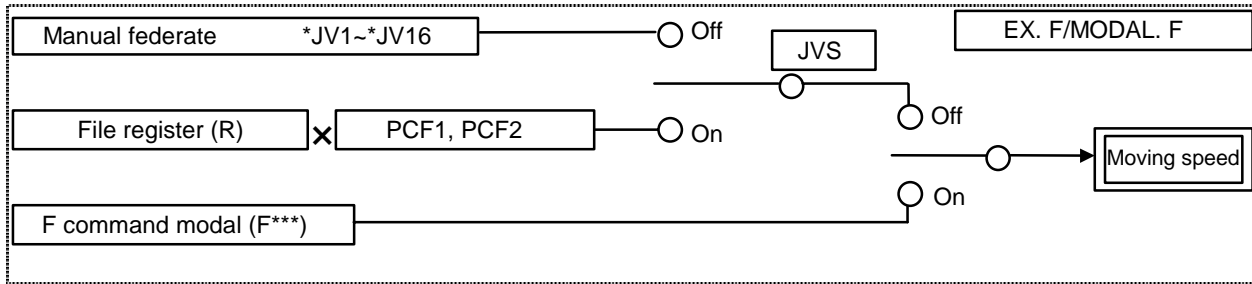 Manual federate *JV1~*JV16
Off
EX. F/MODAL. F
JVS
File register (R) × PCF1, PCF2
On
Off
Moving speed
On
F command modal (F***)